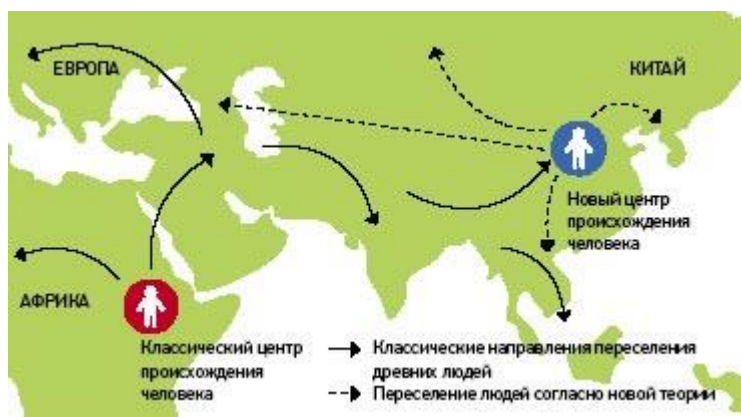 ЕВРОПА
КИТАЙ
Новый центр
происхождения
человека
АФРИКА
Классический центр
происхождения
человека
Классические направления переселения
древних людей
Переселение людей согласно новой теории